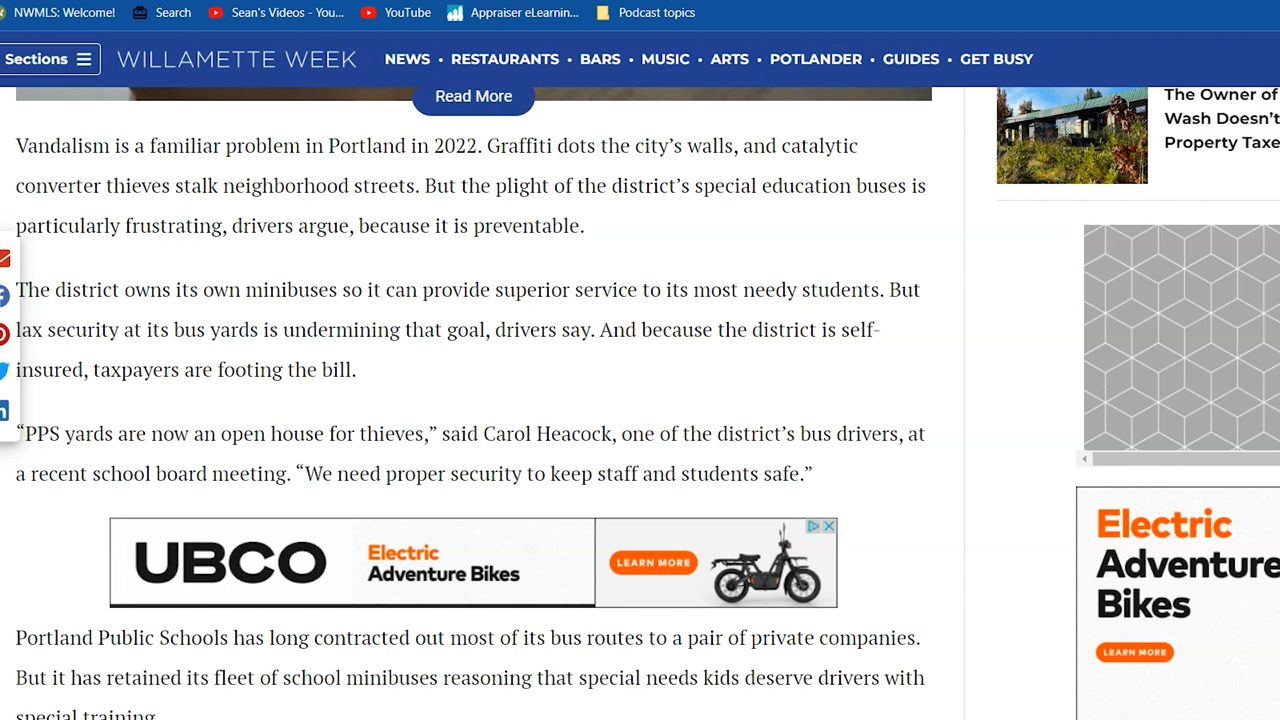 NWMLS: Welcome!
Search
Sean's Videos - You...
YouTube
Appraiser eLearnin...
Podcast topics
Sections
WILLAMETTE WEEK
NEWS • RESTAURANTS • BARS • MUSIC • ARTS • POTLANDER • GUIDES • GET BUSY
Read More
Vandalism is a familiar problem in Portland in 2022. Graffiti dots the city’s walls, and catalytic
converter thieves stalk neighborhood streets. But the plight of the district’s special education buses is
particularly frustrating, drivers argue, because it is preventable.
The district owns its own minibuses so it can provide superior service to its most needy students. But
lax security at its bus yards is undermining that goal, drivers say. And because the district is self-
insured, taxpayers are footing the bill.
“PPS yards are now an open house for thieves,” said Carol Heacock, one of the district’s bus drivers, at
a recent school board meeting. “We need proper security to keep staff and students safe.”
UBCO
Electric
Adventure Bikes
LEARN MORE
Portland Public Schools has long contracted out most of its bus routes to a pair of private companies.
But it has retained its fleet of school minibuses reasoning that special needs kids deserve drivers with
special training.
The Owner of
Wash Doesn't
Property Taxe
Electric
Adventure
Bikes
LEARN MORE